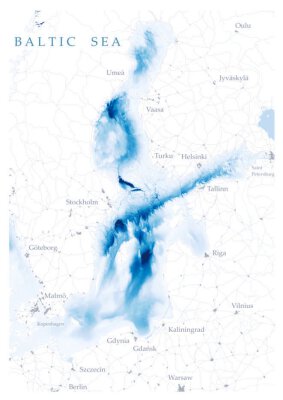 Oulu
BALTIC SEA
Umeå
Jyväskylä
Vaasa
Turku
Helsinki
Saint
Petersburg
Tallinn
Stockholm
Göteborg
Riga
Malmö
Kopenhagen
Vilnius
Kaliningrad
Gdynia
Gdańsk
Szczecin
Berlin
Warsaw